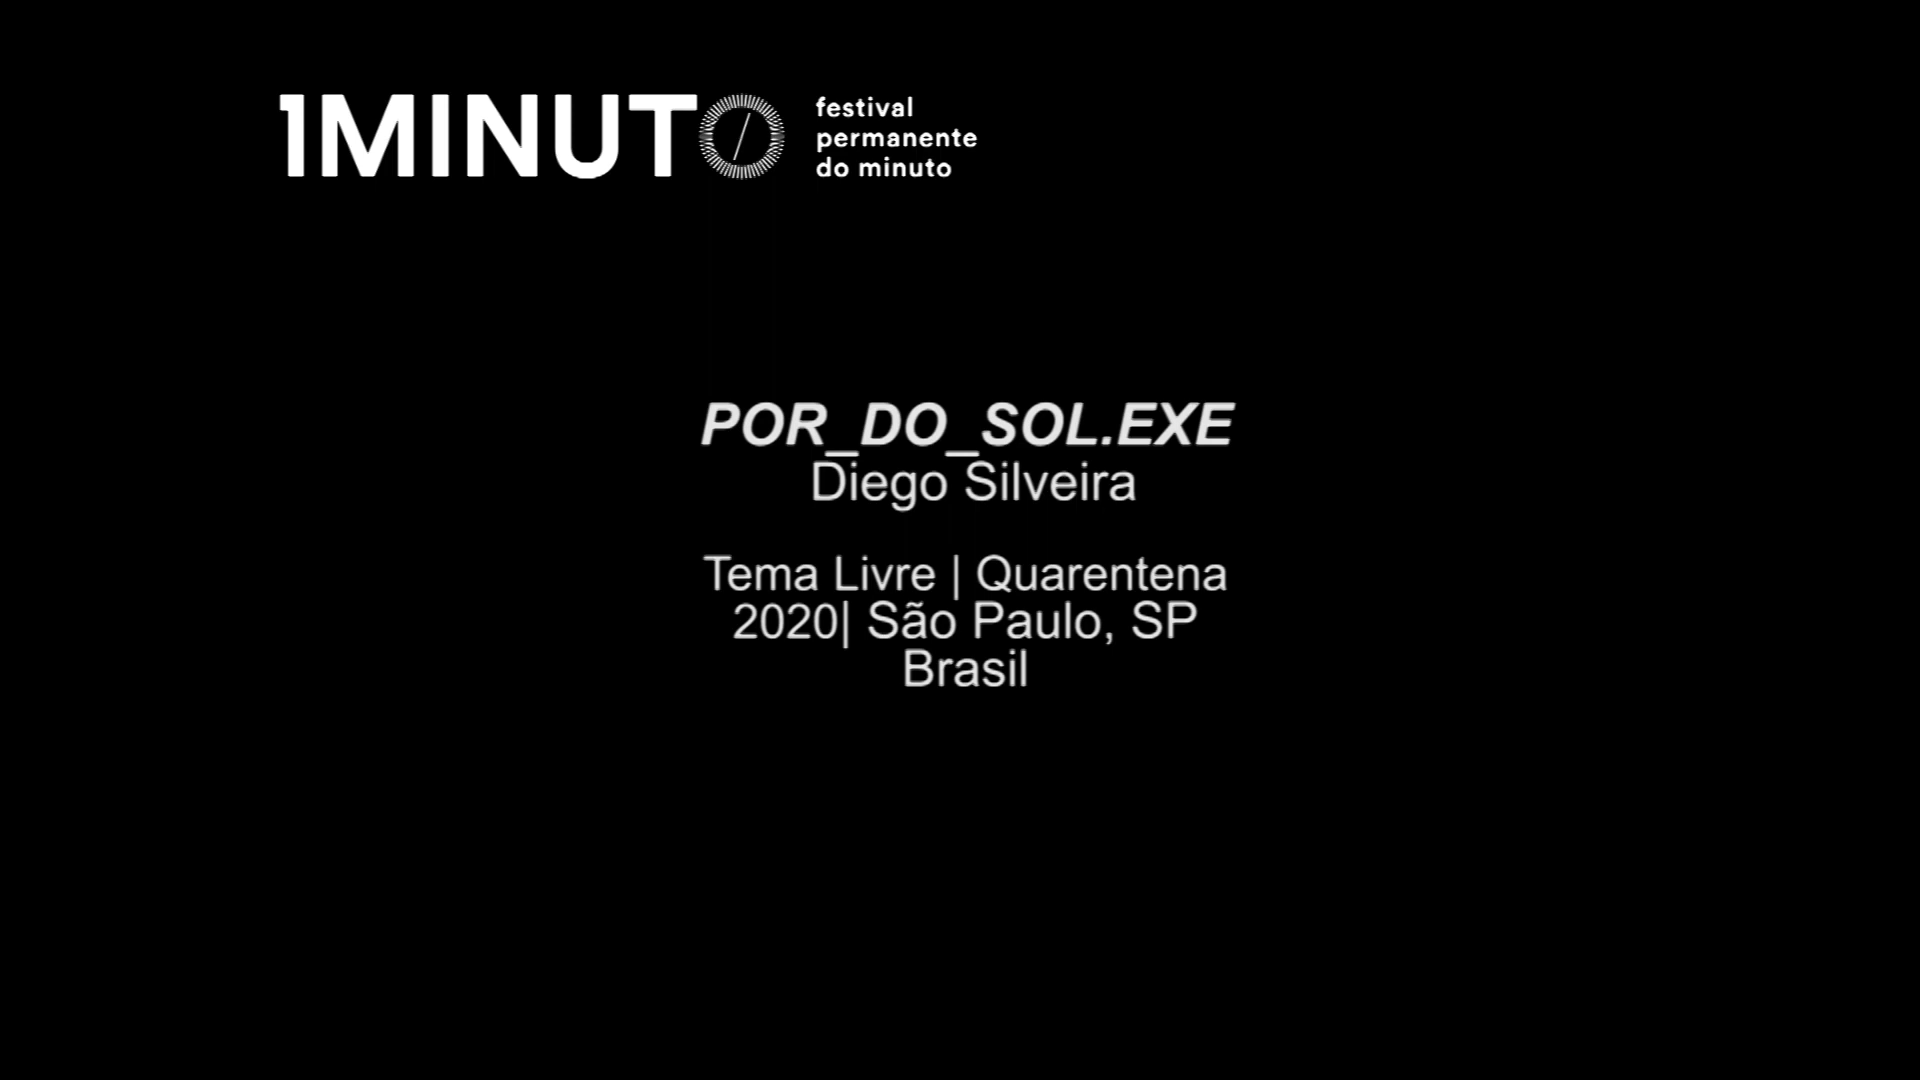 1MINUTO
festival
permanente
do minuto
POR_DO_SOL.EXE
Diego Silveira
Tema Livre | Quarentena
2020| São Paulo, SP
Brasil